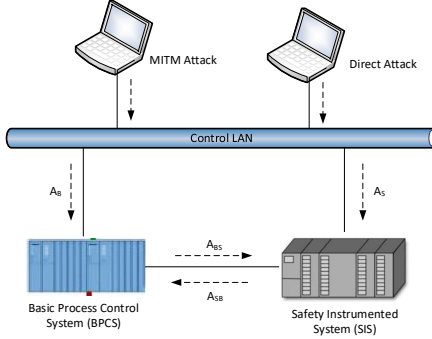 MITM Attack
Direct Attack
Control LAN
AB
AS
ABS
ASB
Basic Process Control
System (BPCS)
Safety Instrumented
System (SIS)